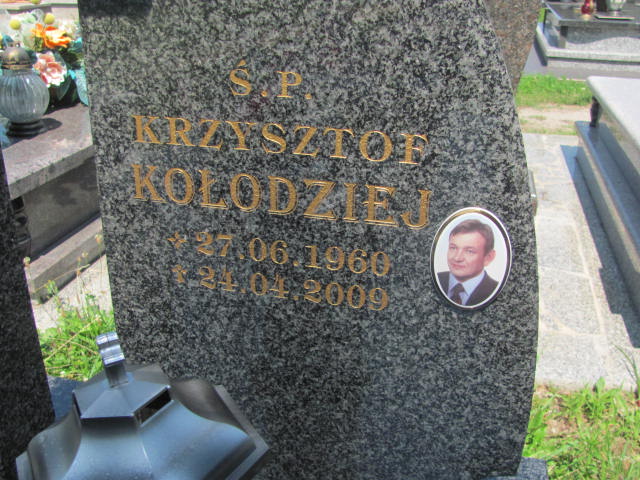 Ś.P.
KRZYSZTOF
KOŁODZIEJ
* 27.06.1960
† 24.04.2009